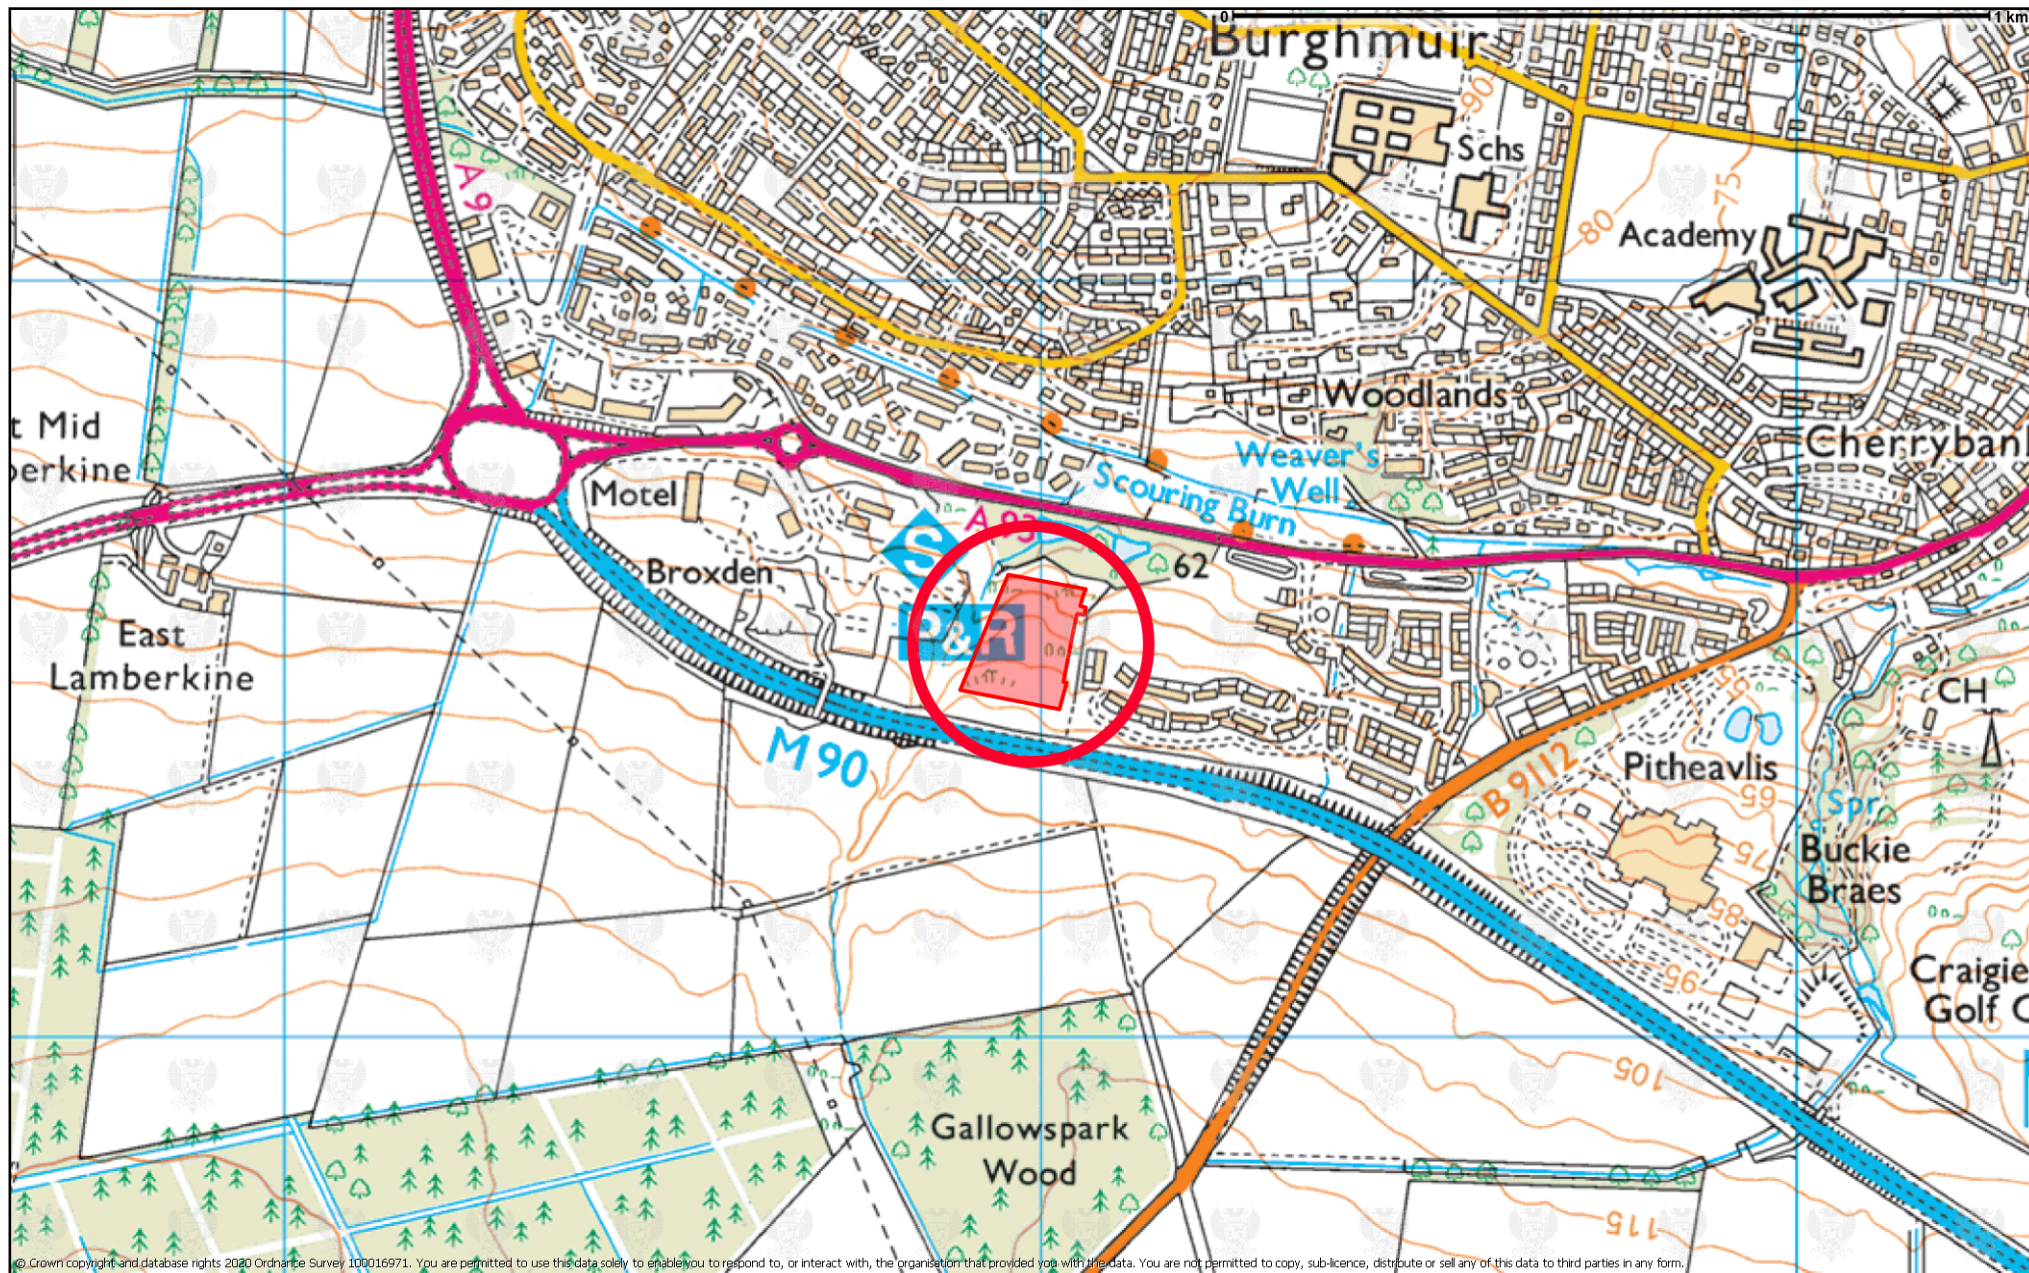 0
1 km
Burghmuir
90
Schs
A 9
75
80
Academy
Woodlands
t Mid
berkine
Cherrybank
Weaver's
Well
Motel
Scouring Burn
A 93
S
62
Broxden
P&R
East
Lamberkine
55
CH
M 90
B 9112
Pitheavlis
65
Spr
75
Buckie
Braes
85
95
Craigie
Golf C
105
Gallowspark
Wood
115
© Crown copyright and database rights 2020 Ordnance Survey 100016971. You are permitted to use this data solely to enable you to respond to, or interact with, the organisation that provided you with the data. You are not permitted to copy, sub-licence, distribute or sell any of this data to third parties in any form.